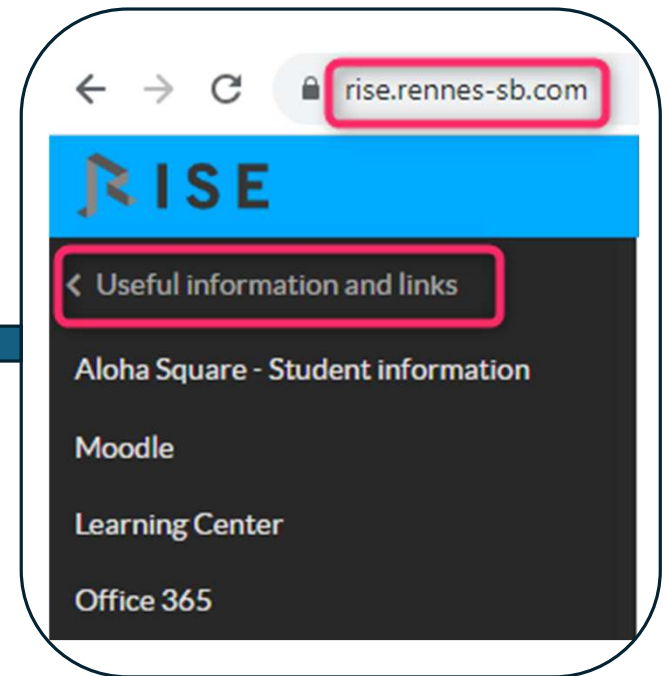 rise.rennes-sb.com
RISE
Useful information and links
Aloha Square - Student information
Moodle
Learning Center
Office 365